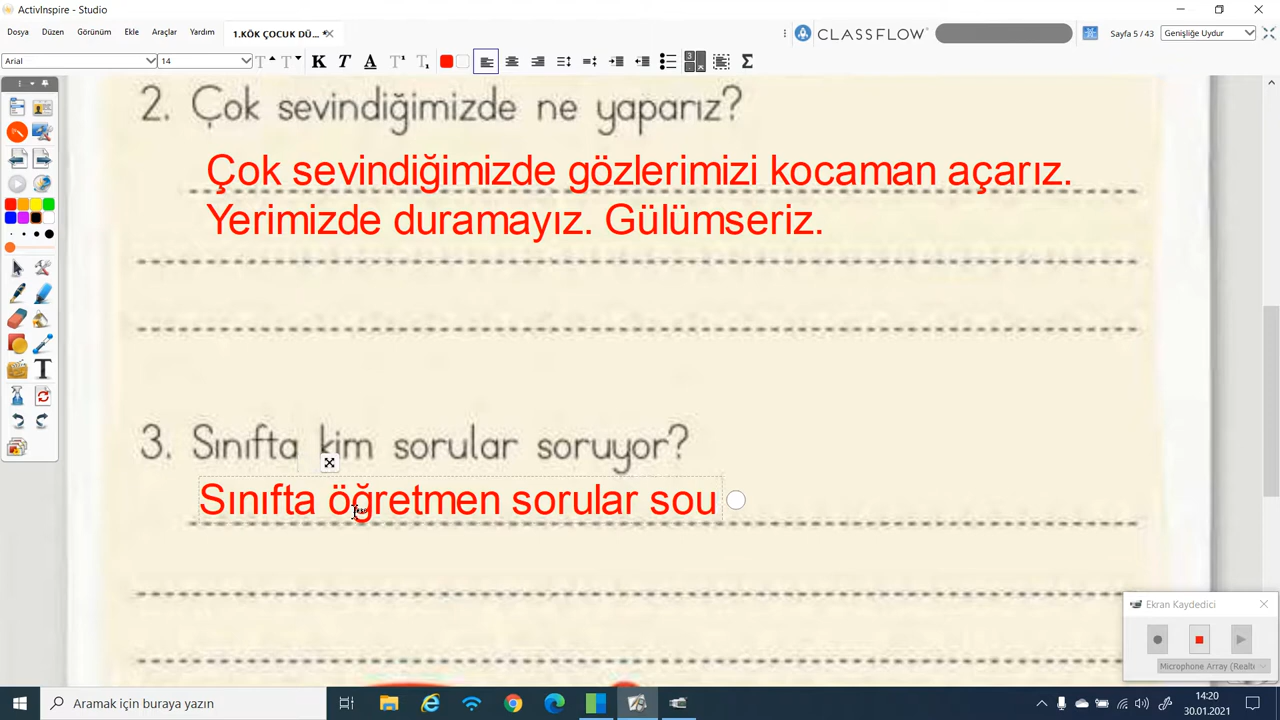 ActivInspire - Studio
Dosya Düzen Görünüm Ekle Araçlar Yardım 1.KÖK ÇOCUK DÜ... * CLASSFLOW Sayfa 5 / 43 Genişliğe Uydur
Arial 14
2. Çok sevindiğimizde ne yaparız?
Çok sevindiğimizde gözlerimizi kocaman açarız.
Yerimizde duramayız. Gülümseriz.
3. Sınıfta kim sorular soruyor?
Sınıfta öğretmen sorular sou
Ekran Kaydedici
Microphone Array (Realte
Aramak için buraya yazın
14:20
30.01.2021